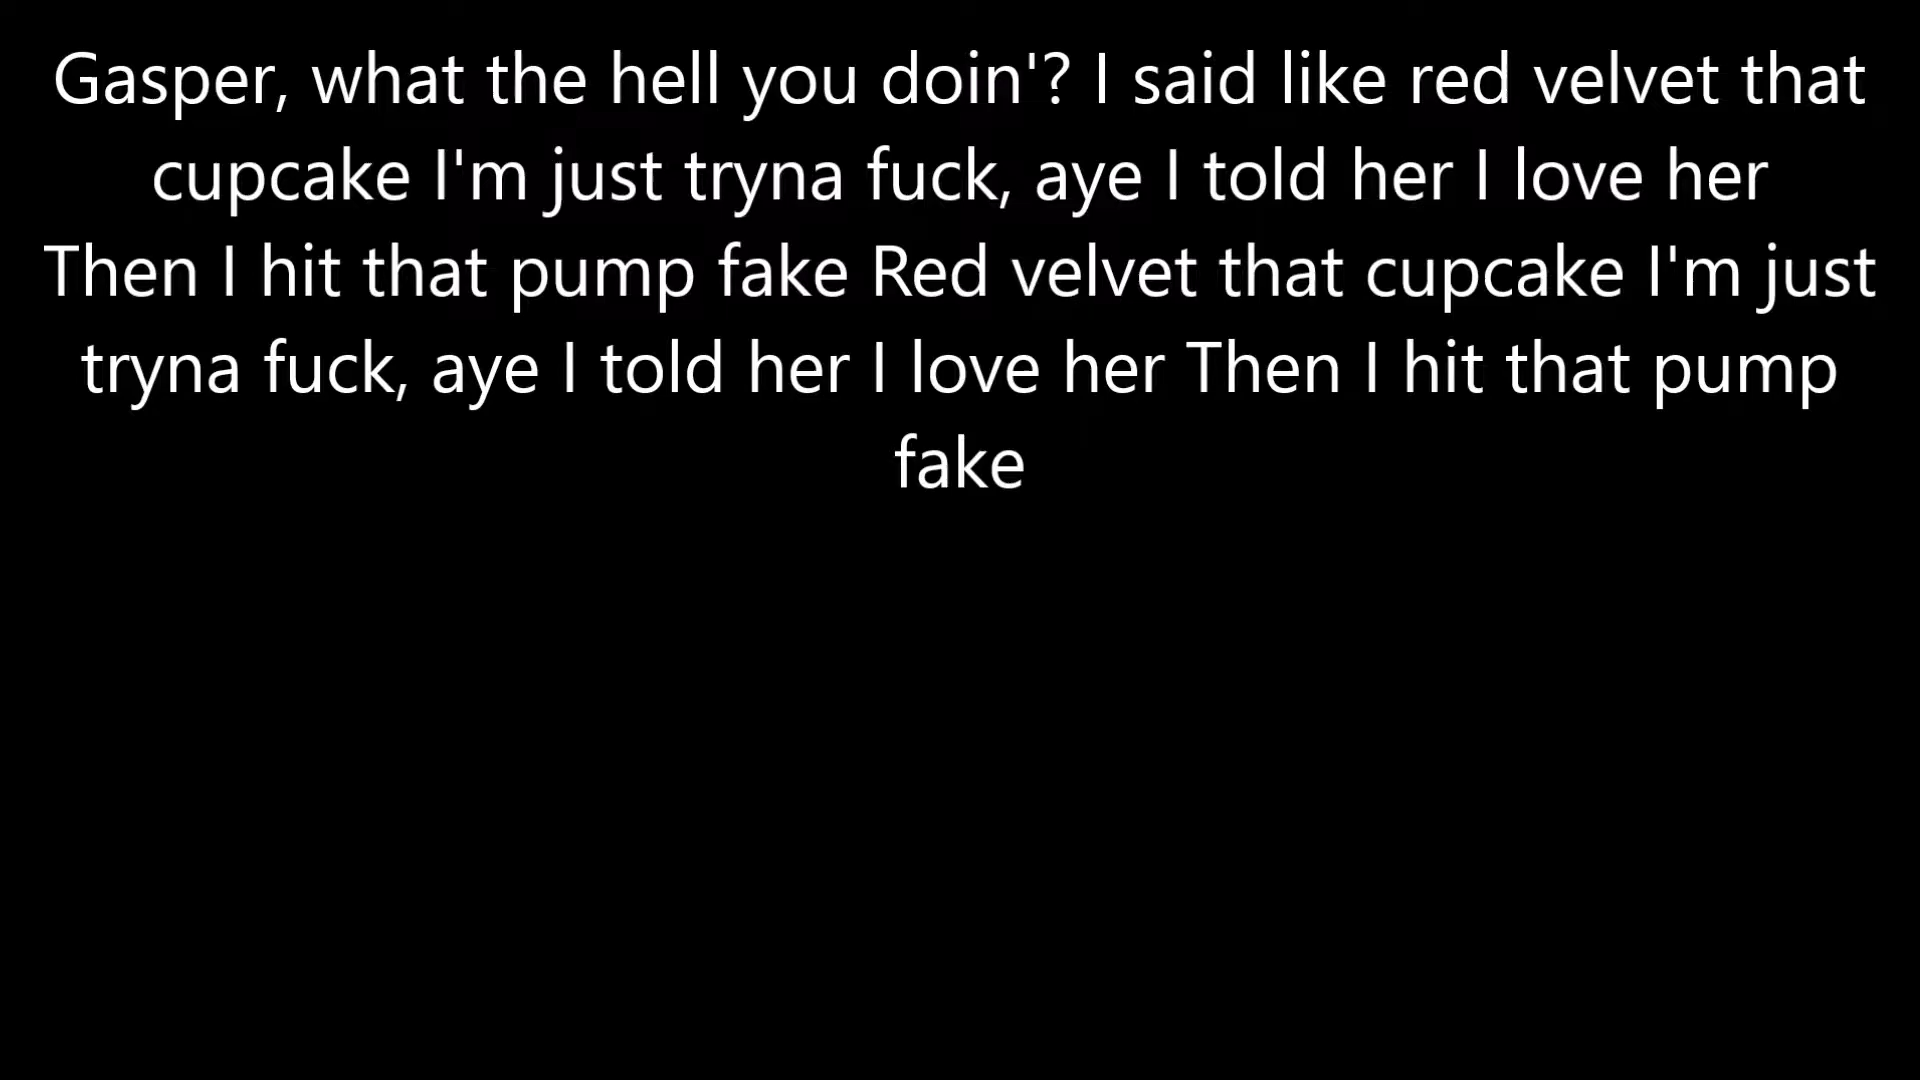 Gasper, what the hell you doin'? I said like red velvet that
cupcake I'm just tryna fuck, aye I told her I love her
Then I hit that pump fake Red velvet that cupcake I'm just
tryna fuck, aye I told her I love her Then I hit that pump
fake